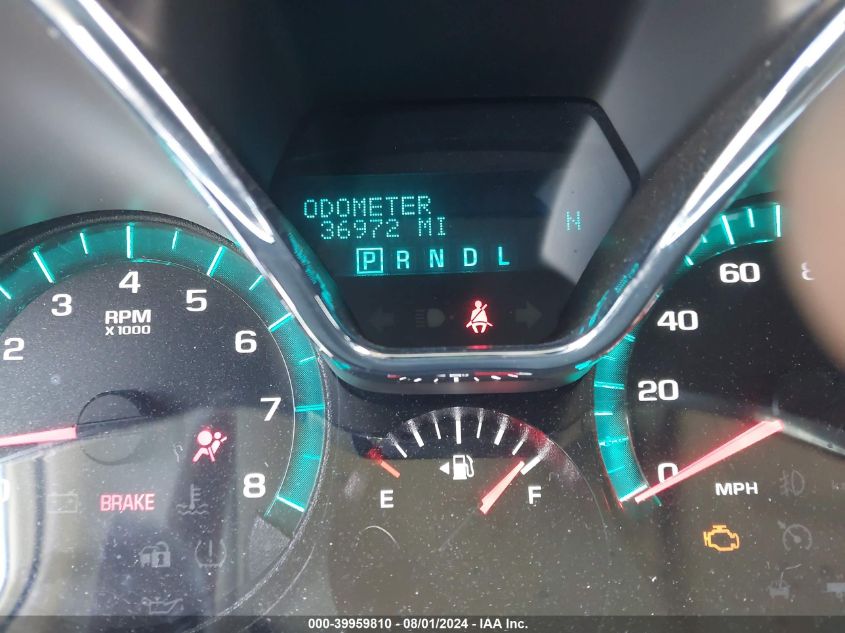 ODOMETER
36972 MI
N
P R N D L
2 3 4 5 6 7 8
RPM
X 1000
BRAKE
E F
0 20 40 60
MPH
000-39959810 - 08/01/2024 - IAA Inc.